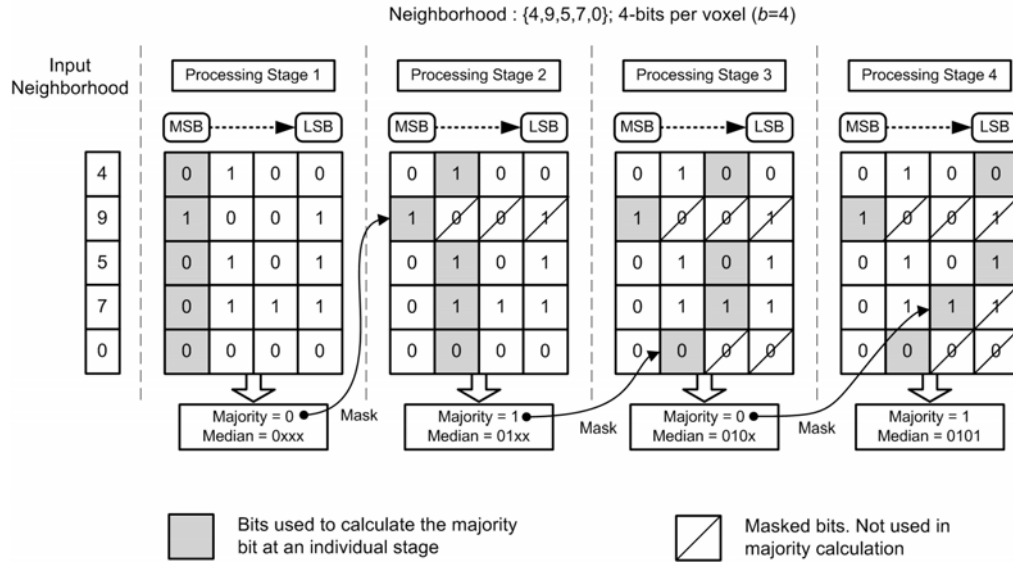 Neighborhood : {4,9,5,7,0}; 4-bits per voxel (b=4)
Input
Neighborhood
Processing Stage 1
Processing Stage 2
Processing Stage 3
Processing Stage 4
MSB LSB MSB LSB MSB LSB MSB LSB
4 0 1 0 0 0 1 0 0 0 1 0 0 0 1 0 0
9 1 0 0 1 1 0 0 1 1 0 0 1 1 0 0 1
5 0 1 0 1 0 1 0 1 0 1 0 1 0 1 0 1
7 0 1 1 1 0 1 1 1 0 1 1 1 0 1 1 1
0 0 0 0 0 0 0 0 0 0 0 0 0 0 0 0 0
Majority = 0
Median = 0xxx
Mask
Majority = 1
Median = 01xx
Mask
Majority = 0
Median = 010x
Mask
Majority = 1
Median = 0101
Bits used to calculate the majority
bit at an individual stage
Masked bits. Not used in
majority calculation